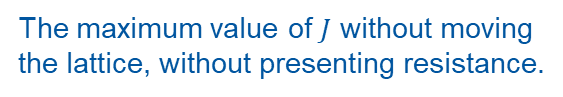 The maximum value of J without moving
the lattice, without presenting resistance.